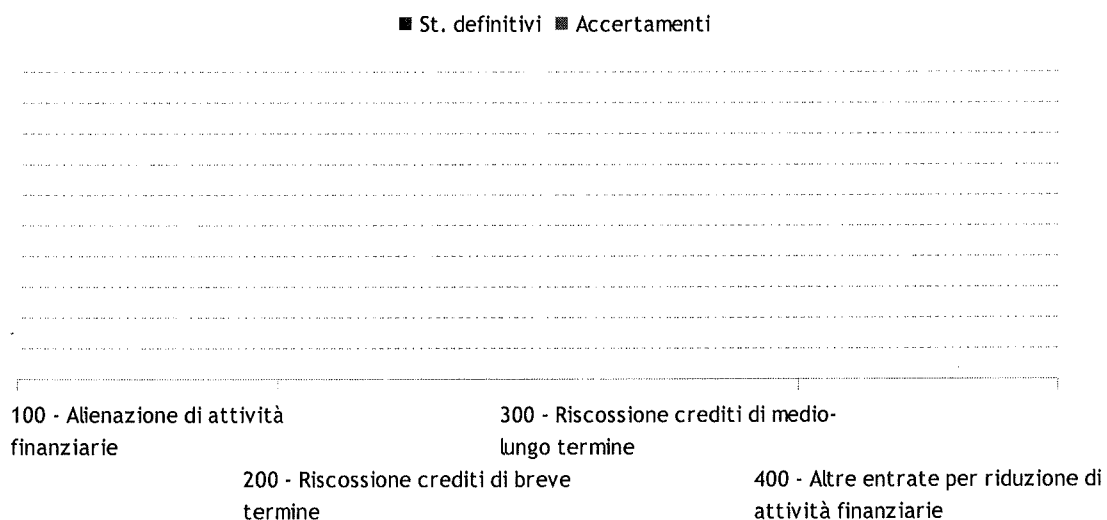 St. definitivi Accertamenti
100 - Alienazione di attività
finanziarie
200 - Riscossione crediti di breve
termine
300 - Riscossione crediti di medio-
lungo termine
400 - Altre entrate per riduzione di
attività finanziarie